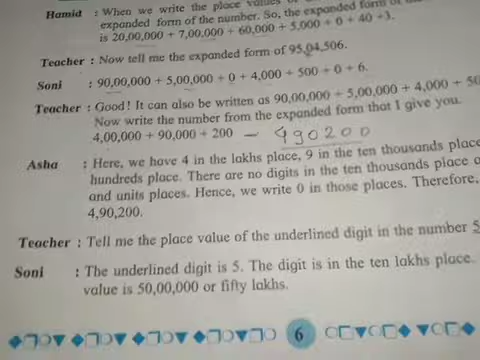 Hamid : When we write the place values
expanded form of the number. So, the expanded form of
is 20,00,000 + 7,00,000 + 60,000 + 5,000 + 0 + 40 +3.
Teacher : Now tell me the expanded form of 95,04,506.
Soni : 90,00,000 + 5,00,000 + 0 + 4,000 + 500 + 0 + 6.
Teacher : Good! It can also be written as 90,00,000 + 5,00,000 + 4,000 + 50
Now write the number from the expanded form that I give you.
4,00,000 + 90,000 + 200 - 490200
Asha : Here, we have 4 in the lakhs place, 9 in the ten thousands place
hundreds place. There are no digits in the ten thousands place
and units places. Hence, we write 0 in those places. Therefore,
4,90,200.
Teacher : Tell me the place value of the underlined digit in the number 5
Soni : The underlined digit is 5. The digit is in the ten lakhs place.
value is 50,00,000 or fifty lakhs.
6